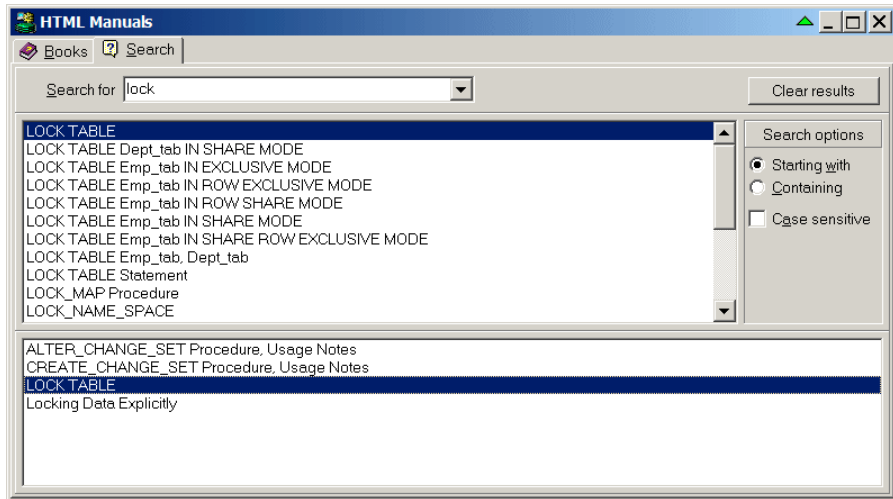 HTML Manuals
Books Search
Search for lock Clear results
LOCK TABLE
LOCK TABLE Dept_tab IN SHARE MODE
LOCK TABLE Emp_tab IN EXCLUSIVE MODE
LOCK TABLE Emp_tab IN ROW EXCLUSIVE MODE
LOCK TABLE Emp_tab IN ROW SHARE MODE
LOCK TABLE Emp_tab IN SHARE MODE
LOCK TABLE Emp_tab IN SHARE ROW EXCLUSIVE MODE
LOCK TABLE Emp_tab, Dept_tab
LOCK TABLE Statement
LOCK_MAP Procedure
LOCK_NAME_SPACE
Search options
Starting with
Containing
Case sensitive
ALTER_CHANGE_SET Procedure, Usage Notes
CREATE_CHANGE_SET Procedure, Usage Notes
LOCK TABLE
Locking Data Explicitly